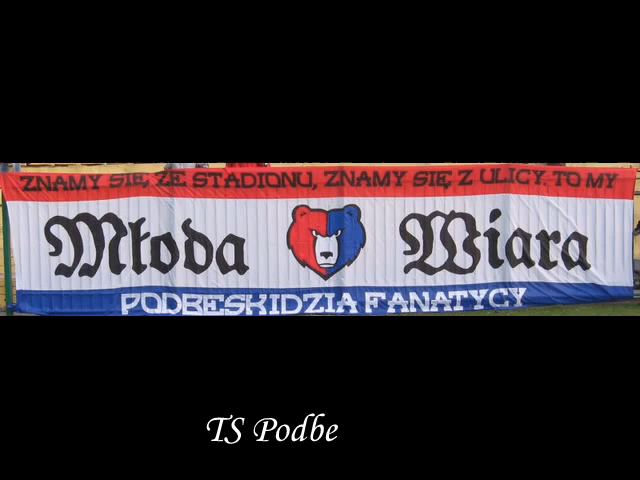 ZNAMY SIĘ ZE STADIONU, ZNAMY SIĘ Z ULICY, TO MY
Młoda Wiara
PODBESKIDZIA FANATYCY
TS Podbe